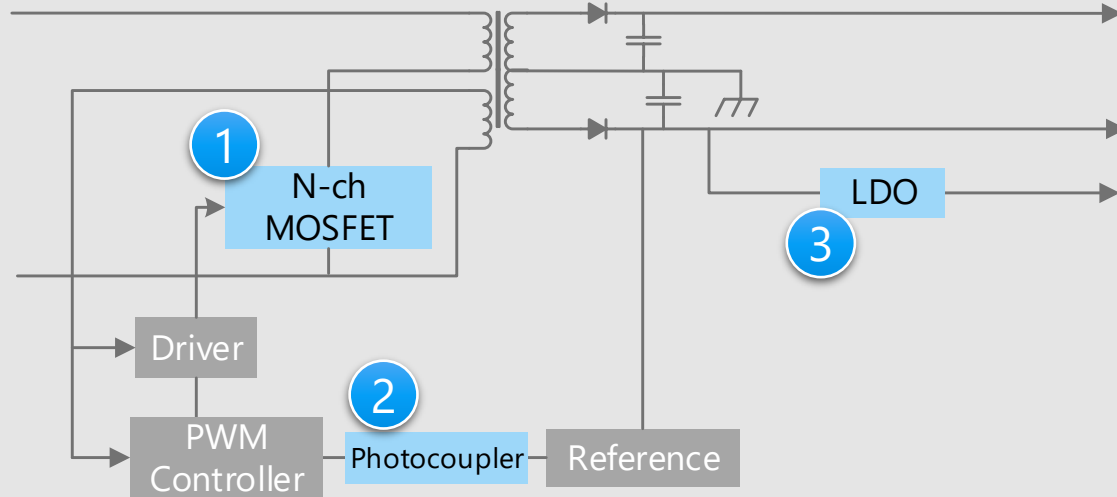 1
N-ch
MOSFET
LDO
3
Driver
2
PWM
Controller
Photocoupler
Reference